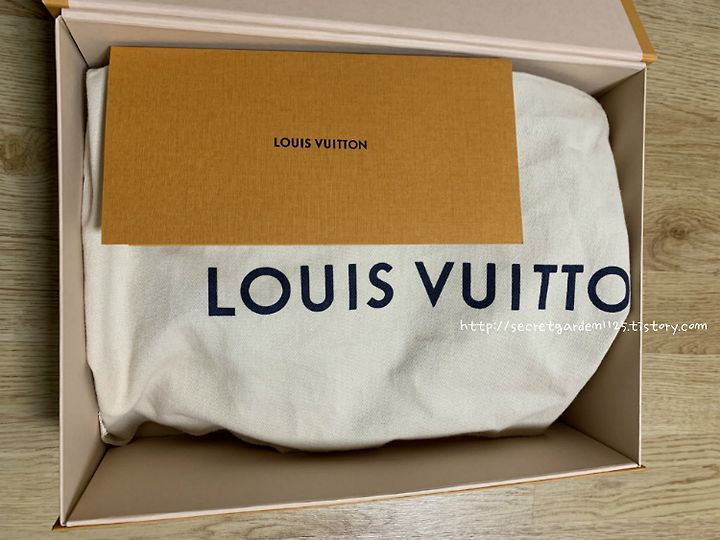 LOUIS VUITTON
LOUIS VUITTO
http://secretgarden1125.tistory.com